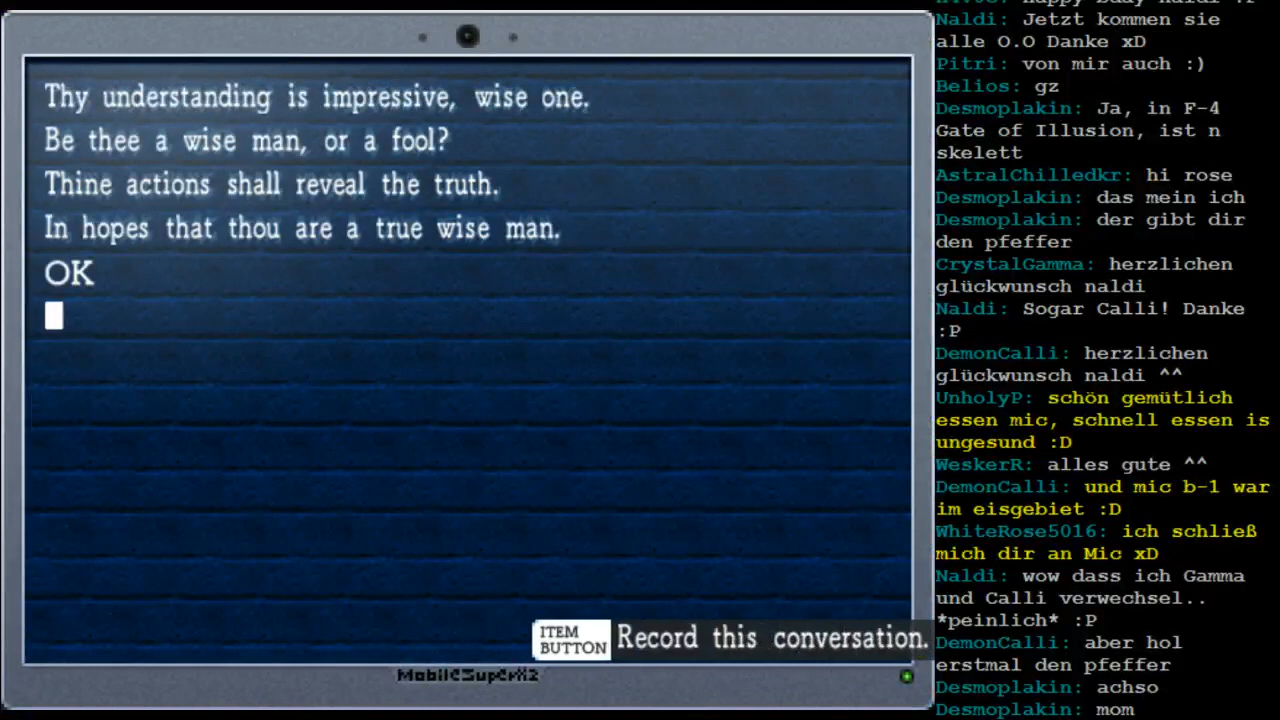 Thy understanding is impressive, wise one.
Be thee a wise man, or a fool?
Thine actions shall reveal the truth.
In hopes that thou are a true wise man.
OK
ITEM
BUTTON
Record this conversation.
MobileSuperX2
Naldi: Jetzt kommen sie
alle O.O Danke xD
Pitri: von mir auch :)
Belios: gz
Desmoplakin: Ja, in F-4
Gate of Illusion, ist n
skelett
AstralChilledkr: hi rose
Desmoplakin: das mein ich
Desmoplakin: der gibt dir
den pfeffer
CrystalGamma: herzlichen
glückwunsch naldi
Naldi: Sogar Calli! Danke
:P
DemonCalli: herzlichen
glückwunsch naldi ^^
UnholyP: schön gemütlich
essen mic, schnell essen is
ungesund :D
WeskerR: alles gute ^^
DemonCalli: und mic b-1 war
im eisgebiet :D
WhiteRose5016: ich schließ
mich dir an Mic xD
Naldi: wow dass ich Gamma
und Calli verwechsel..
*peinlich* :P
DemonCalli: aber hol
erstmal den pfeffer
Desmoplakin: achso
Desmoplakin: mom